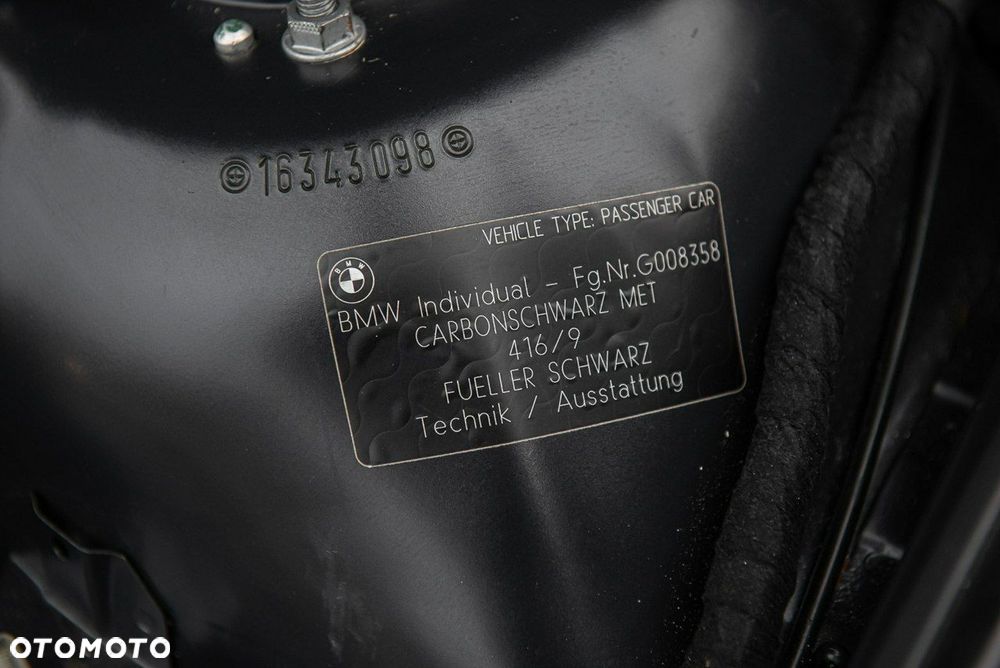 16343098
VEHICLE TYPE: PASSENGER CAR
BMW
BMW Individual - Fg.Nr.G008358
CARBONSCHWARZ MET
416/9
FUELLER SCHWARZ
Technik / Ausstattung
OTOMOTO